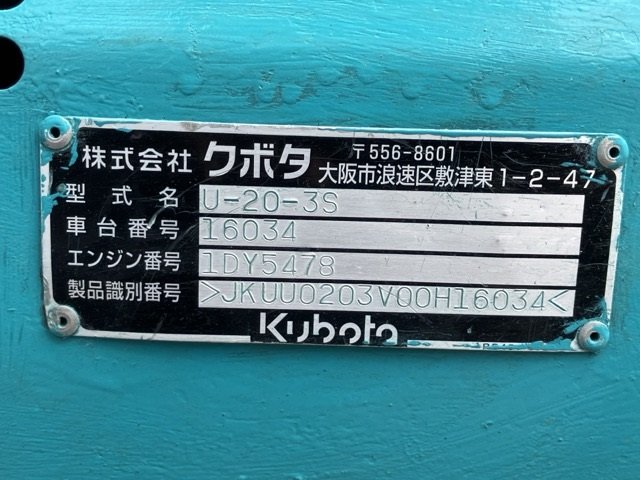 株式会社 クボタ 〒556-8601
大阪市浪速区敷津東1-2-47
型式名 U-20-3S
車台番号 16034
エンジン番号 1DY5478
製品識別番号 >JKUU0203V00H16034<
Kubota